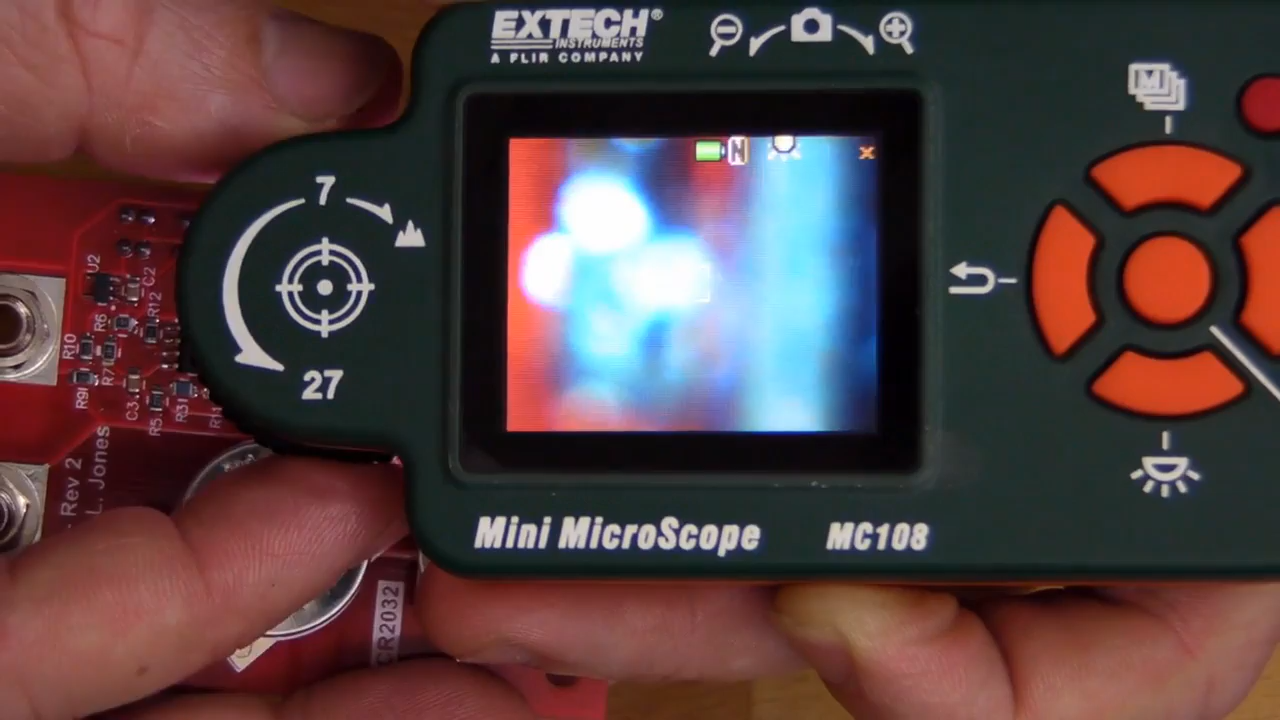 EXTECH®
INSTRUMENTS
A FLIR COMPANY
M
7
27
N
Mini MicroScope
MC108
U2
C2
R12
R6
R10
R7
R9
C3
R5
R3
Rev 2
L. Jones
CR2032